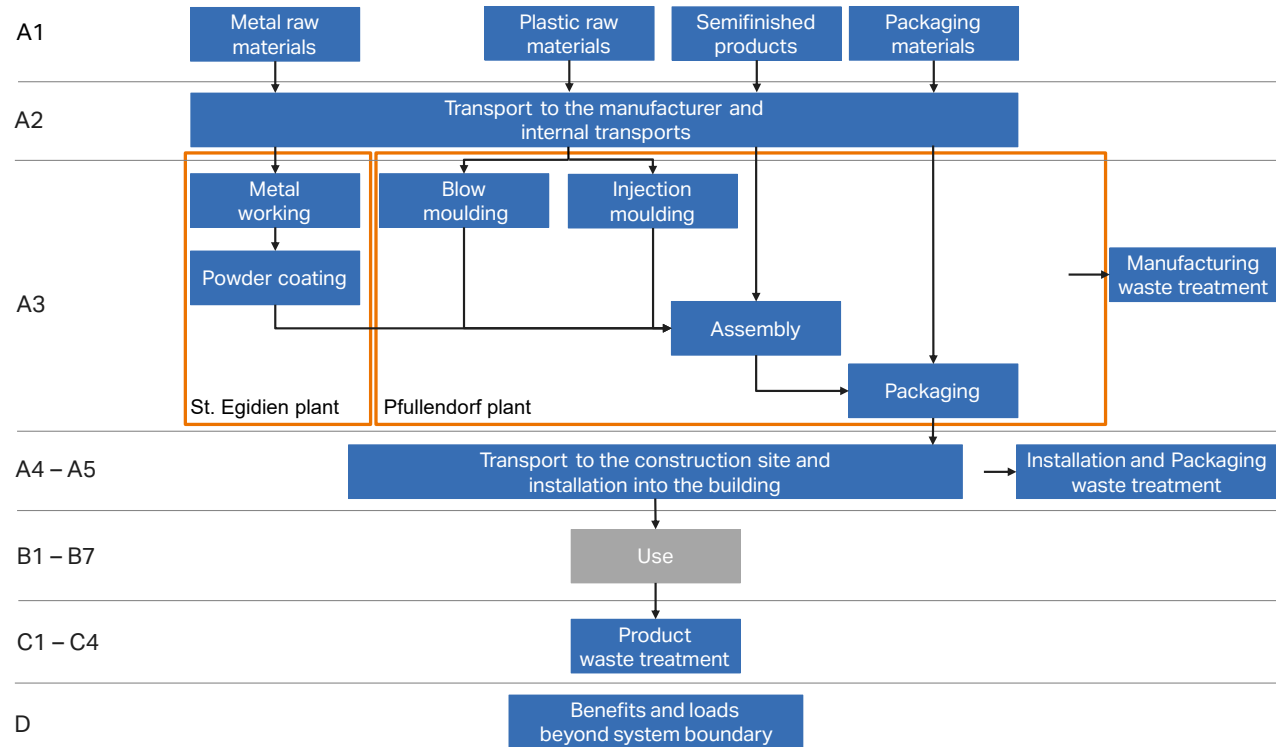 A1
Metal raw
materials
Plastic raw
materials
Semifinished
products
Packaging
materials
A2
Transport to the manufacturer and
internal transports
A3
Metal
working
Blow
moulding
Injection
moulding
Powder coating
Manufacturing
waste treatment
Assembly
Packaging
St. Egidien plant
Pfullendorf plant
A4 – A5
Transport to the construction site and
installation into the building
Installation and Packaging
waste treatment
B1 – B7
Use
C1 – C4
Product
waste treatment
D
Benefits and loads
beyond system boundary